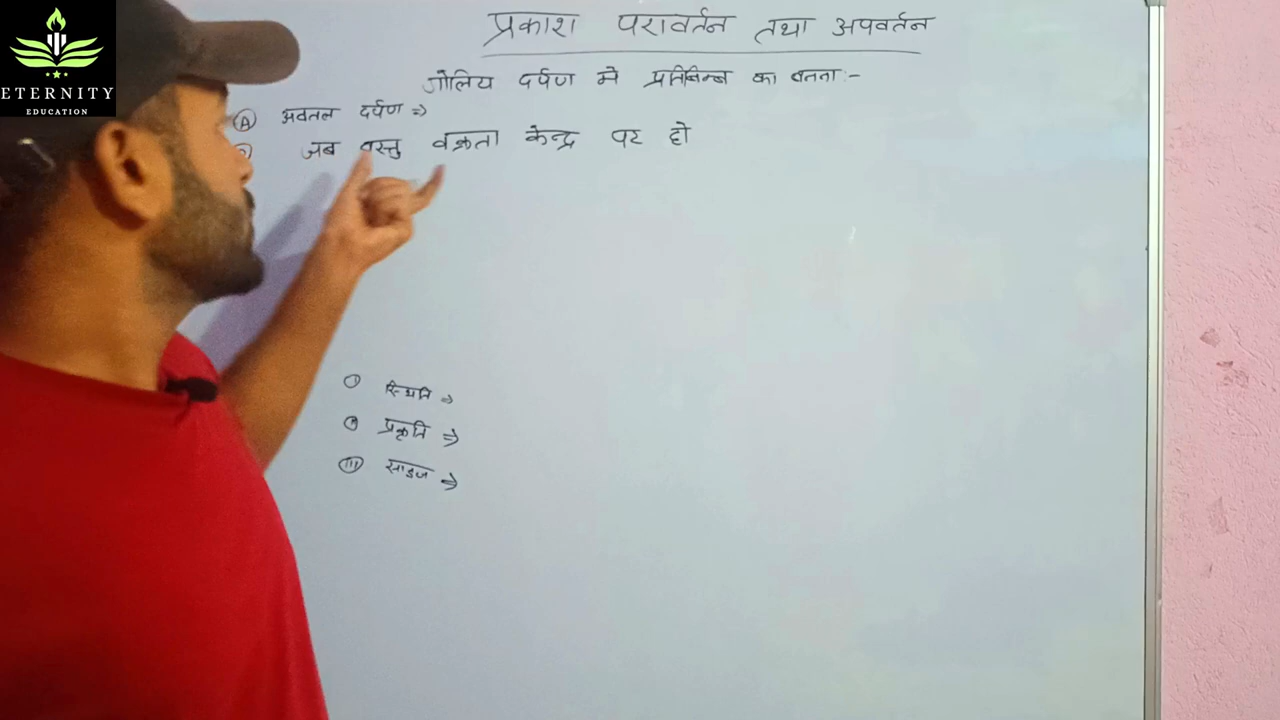 ETERNITY
EDUCATION
प्रकाश परावर्तन तथा अपवर्तन
गोलिय दर्पण मे प्रतिबिम्ब का बनना :-
Ⓐ अवतल दर्पण ⇒
जब वस्तु वक्रता केन्द्र पर हो
Ⓘ स्थिति ⇒
प्रकृति ⇒
(III) साइज ⇒